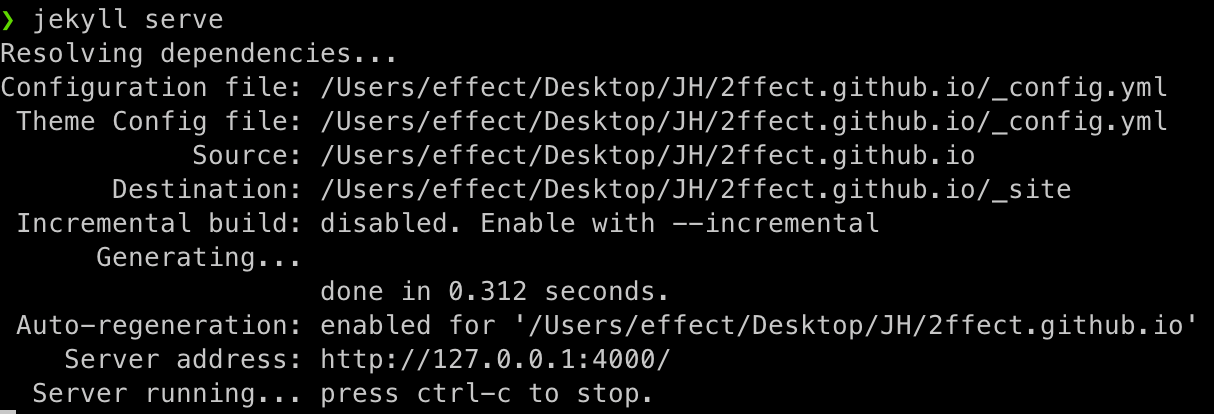 ❯ jekyll serve
Resolving dependencies...
Configuration file: /Users/effect/Desktop/JH/2ffect.github.io/_config.yml
Theme Config file: /Users/effect/Desktop/JH/2ffect.github.io/_config.yml
Source: /Users/effect/Desktop/JH/2ffect.github.io
Destination: /Users/effect/Desktop/JH/2ffect.github.io/_site
Incremental build: disabled. Enable with --incremental
Generating...
done in 0.312 seconds.
Auto-regeneration: enabled for '/Users/effect/Desktop/JH/2ffect.github.io'
Server address: http://127.0.0.1:4000/
Server running... press ctrl-c to stop.